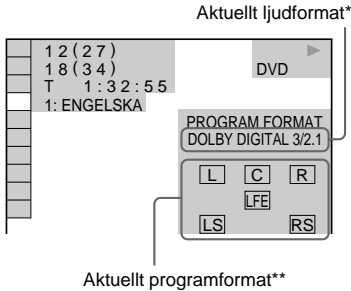 Aktuellt ljudformat*
12(27)
18(34)
T 1:32:55
DVD
1: ENGELSKA
PROGRAM FORMAT
DOLBY DIGITAL 3/2.1
L C R
LFE
LS RS
Aktuellt programformat**